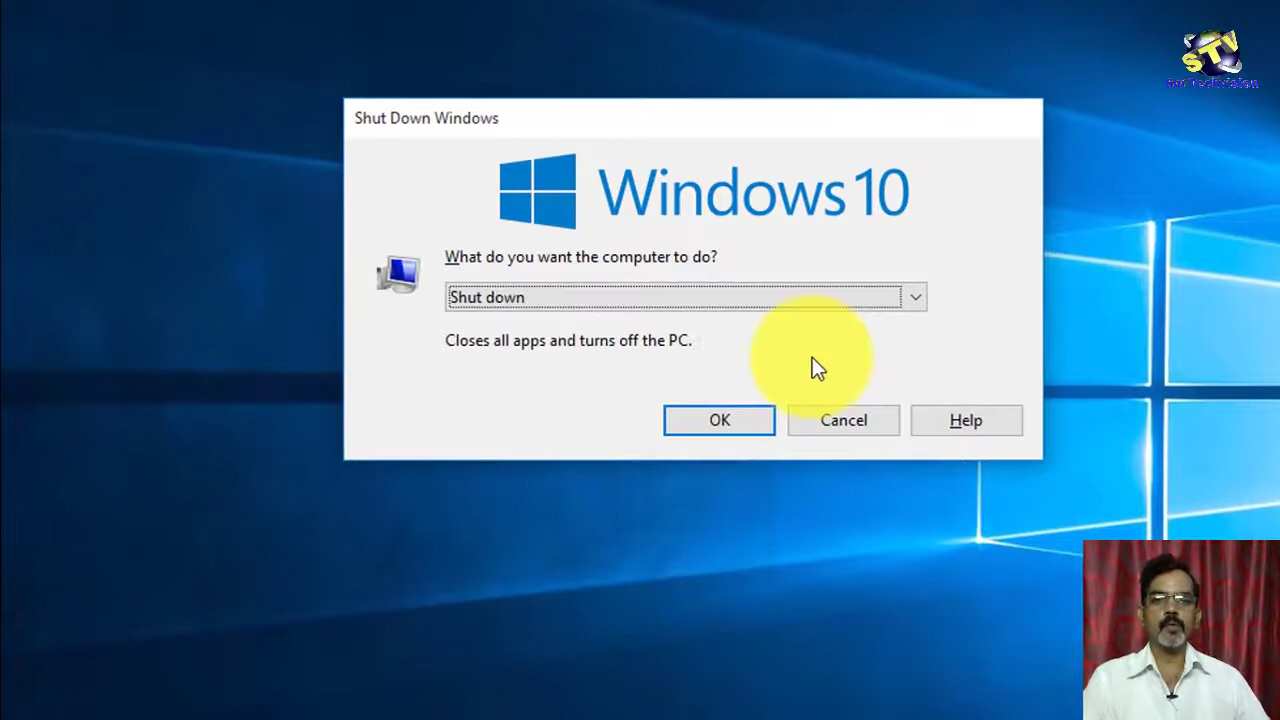 STV
Shut Down Windows
Windows 10
What do you want the computer to do?
Shut down
Closes all apps and turns off the PC.
OK
Cancel
Help